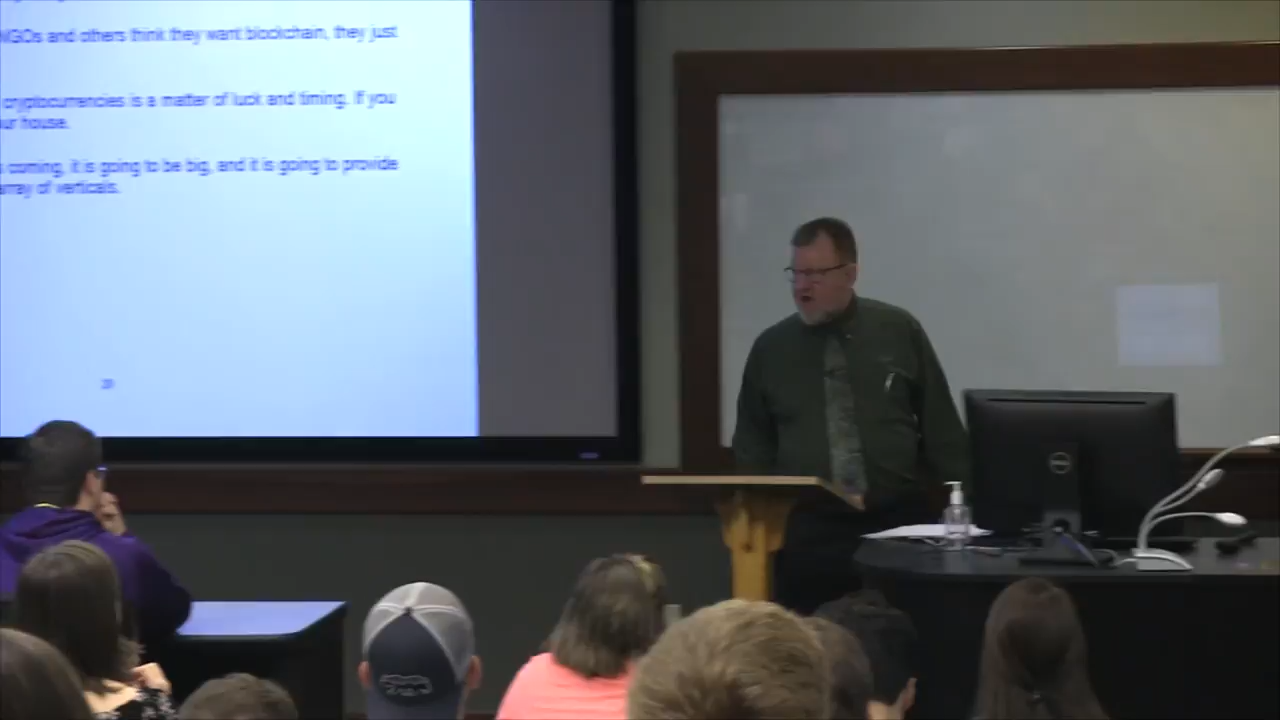 NGOs and others think they want blockchain, they just
cryptocurrencies is a matter of luck and timing. If you
ur house.
s coming, it is going to be big, and it is going to provide
array of verticals.
DELL